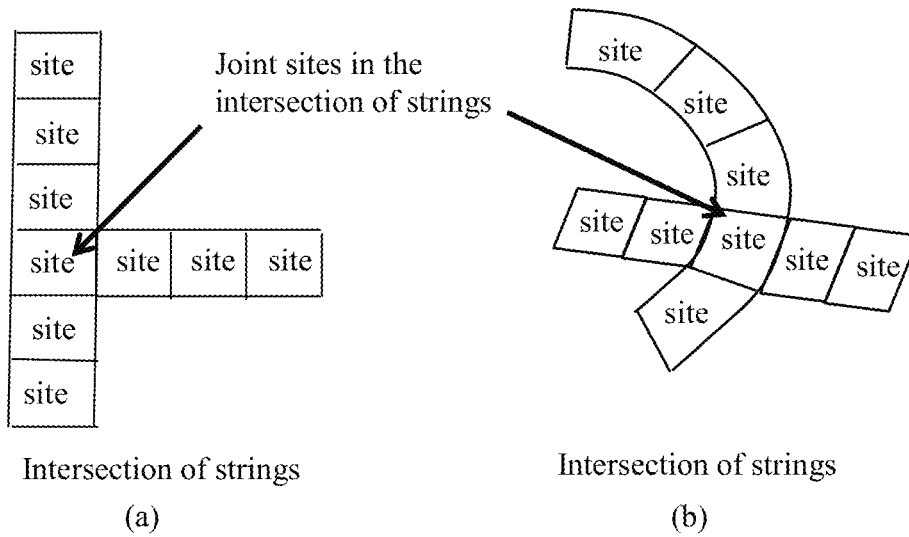 site
site
site
site site site site
site
site
Joint sites in the
intersection of strings
site
site
site
site site site site site
site
Intersection of strings
(a)
Intersection of strings
(b)